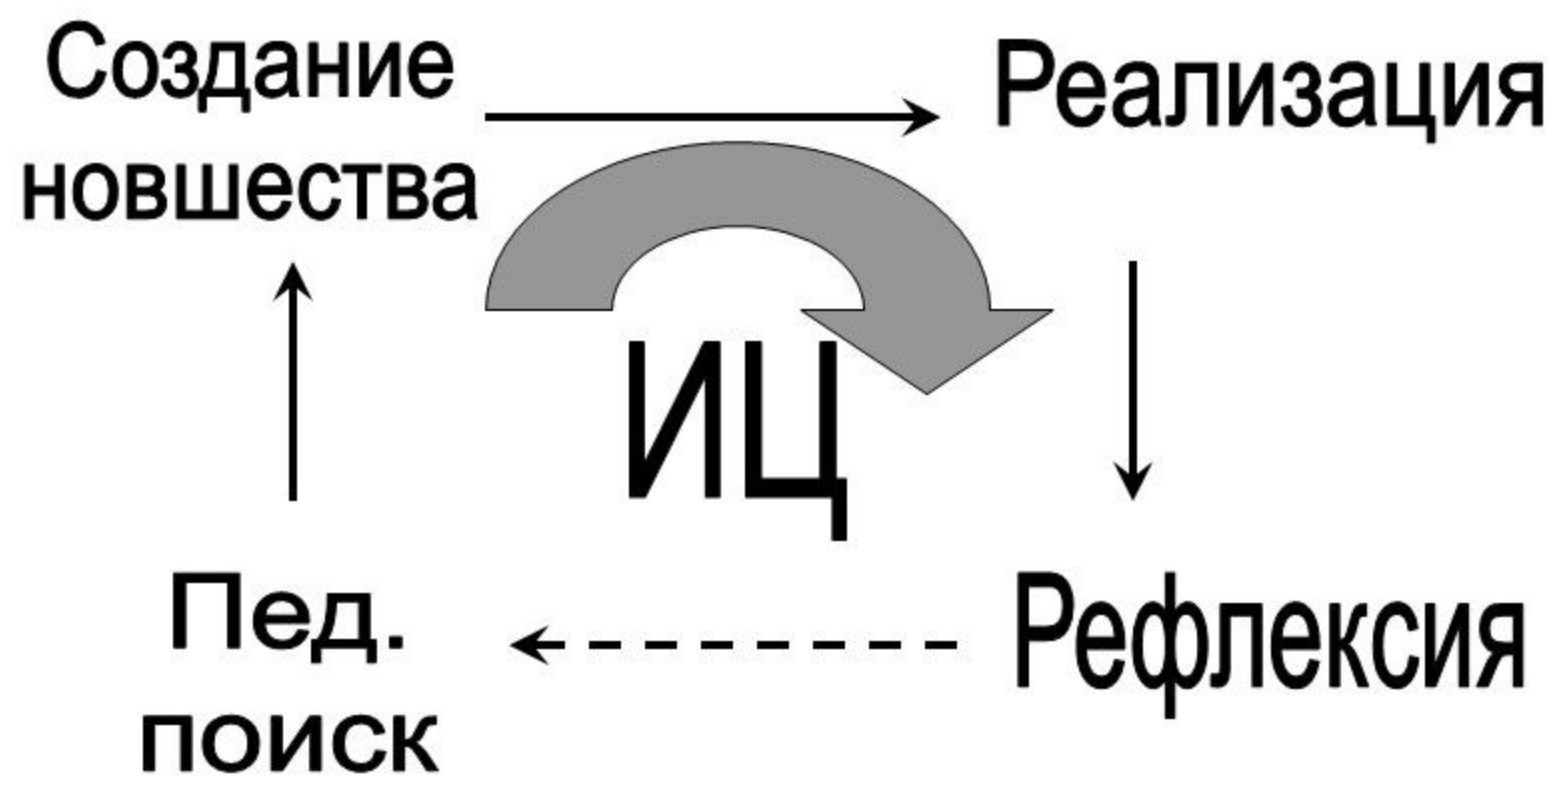 Создание
новшества
Реализация
ИЦ
Пед.
поиск
Рефлексия